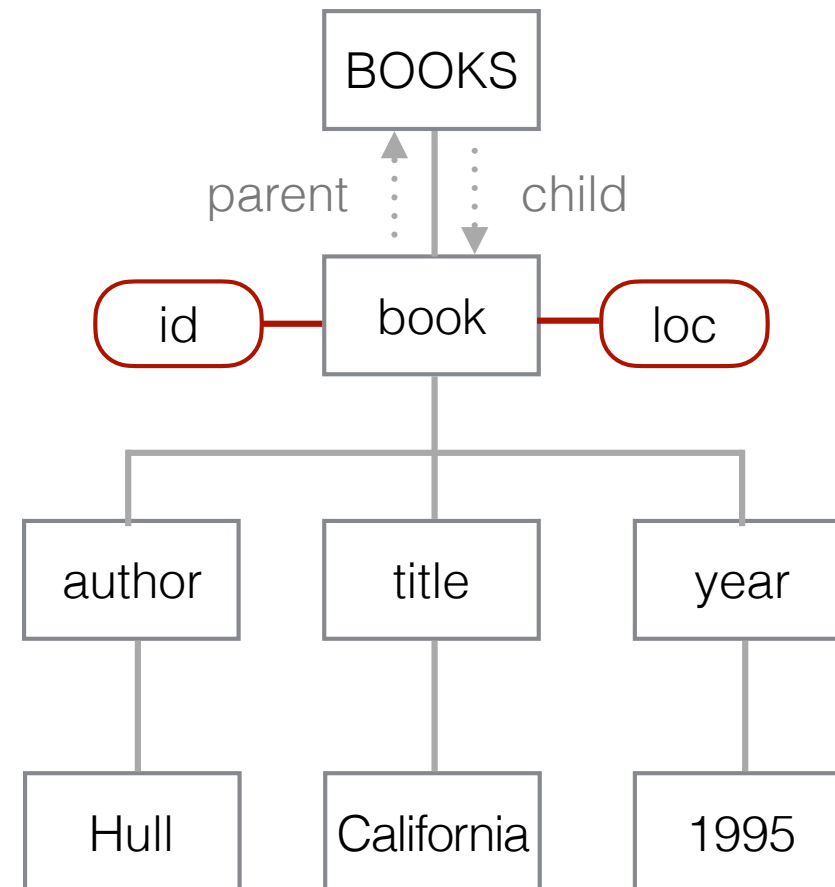 BOOKS
parent child
id book loc
author title year
Hull California 1995